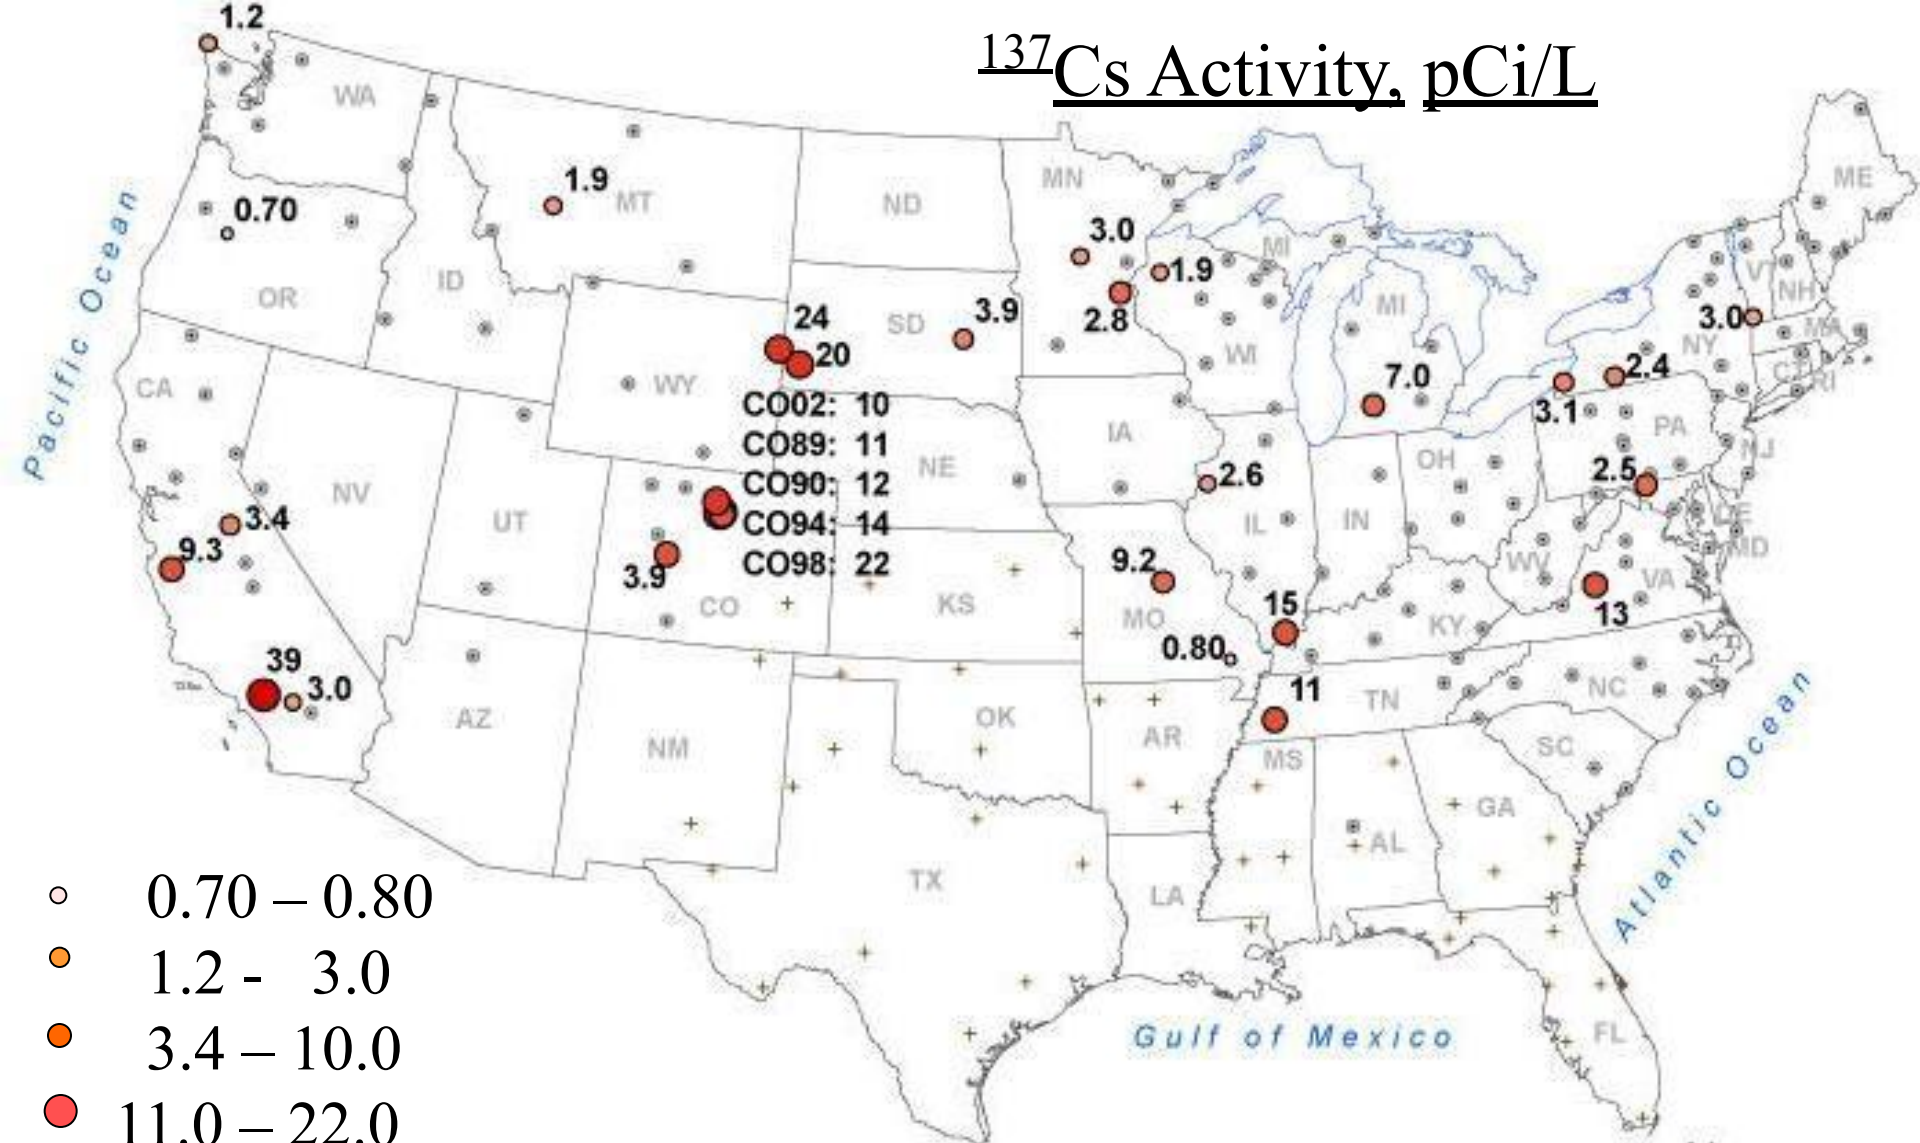 1.2
137Cs Activity, pCi/L
WA
ME
1.9
MT
MN
ND
0.70
3.0
MI
1.9
VT
ID
OR
NH
MI
24
3.9
SD
2.8
3.0
MA
NY
20
WI
CA
WY
7.0
2.4
CT
RI
CO02: 10
3.1
PA
IA
CO89: 11
NJ
NE
OH
2.5
2.6
CO90: 12
NV
3.4
UT
CO94: 14
IL
IN
DE
MD
9.3
CO98: 22
9.2
WV
3.9
VA
CO
KS
15
MO
13
KY
0.80
39
3.0
11
TN
NC
AZ
OK
NM
AR
MS
SC
GA
AL
TX
LA
FL
Pacific Ocean
Atlantic Ocean
Gulf of Mexico
0.70 – 0.80
1.2 - 3.0
3.4 – 10.0
11.0 – 22.0